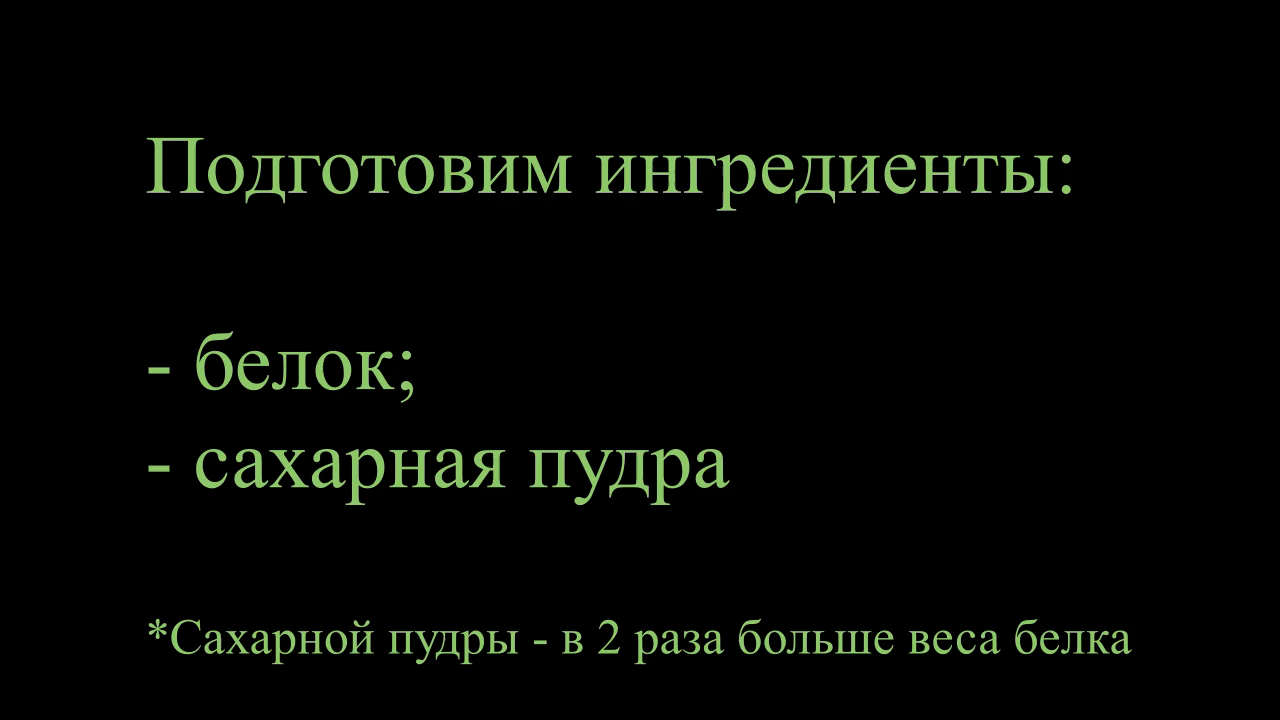 Подготовим ингредиенты:
- белок;
- сахарная пудра
*Сахарной пудры - в 2 раза больше веса белка